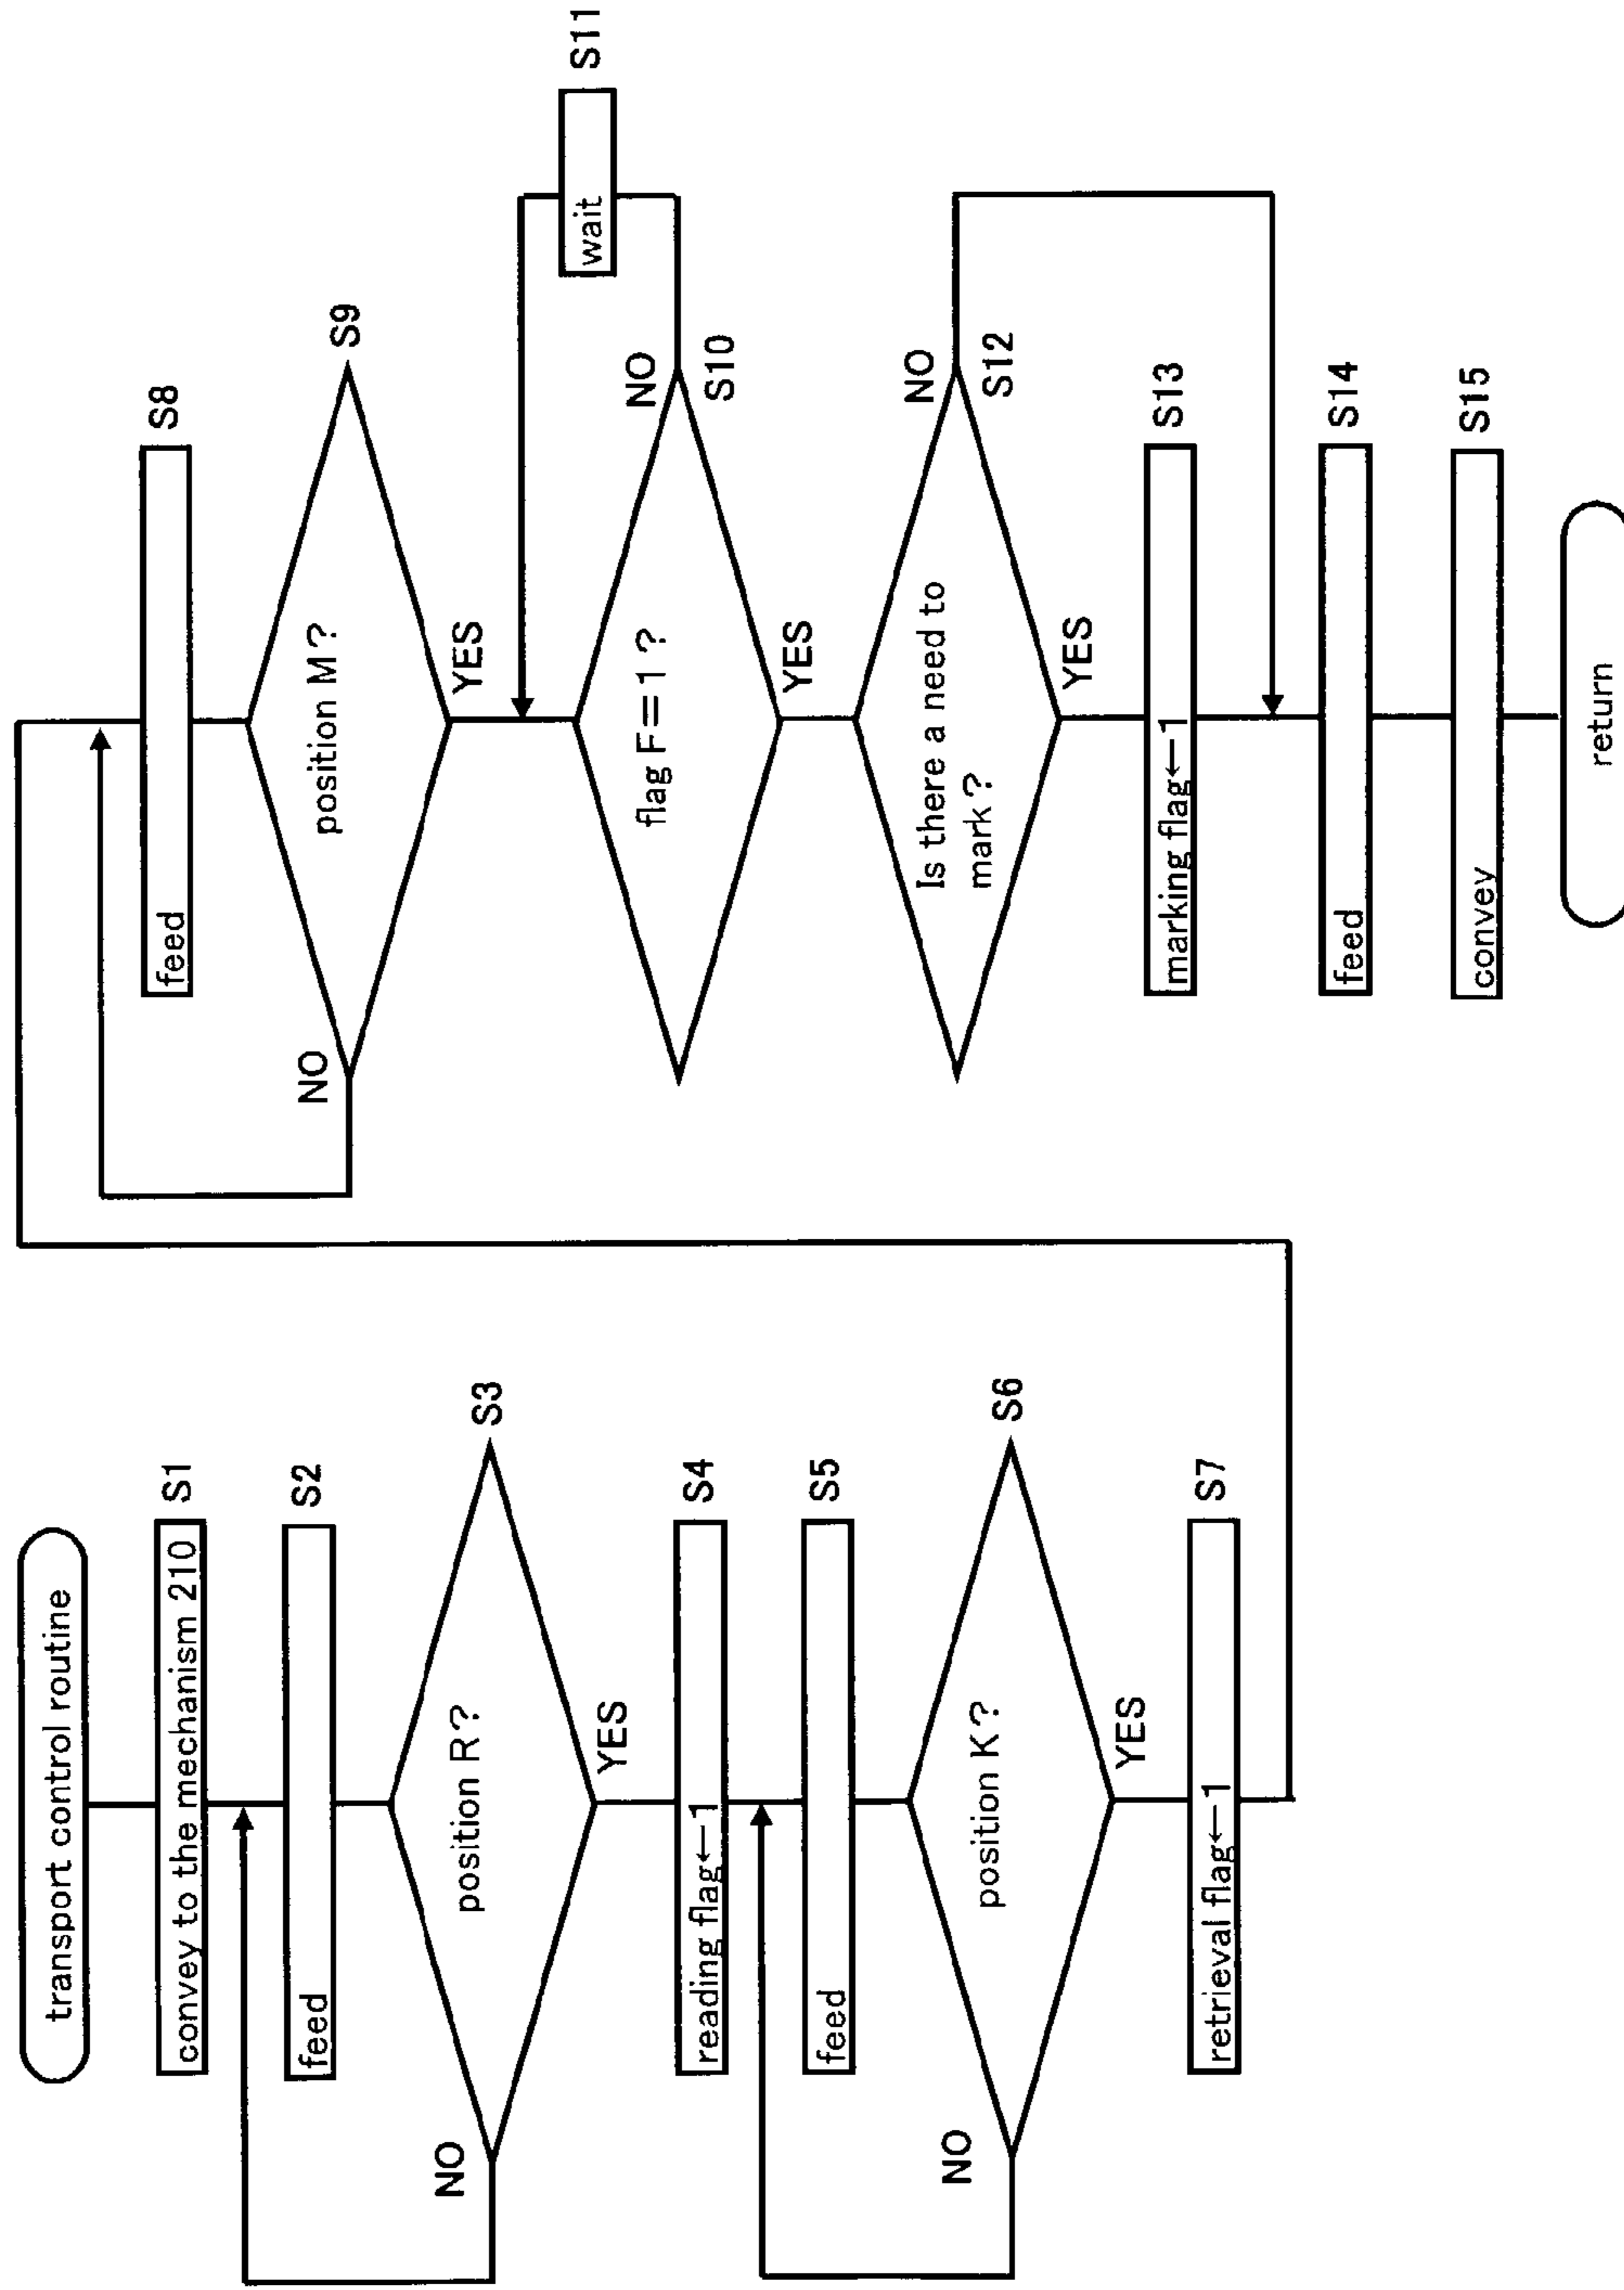 transport control routine
convey to the mechanism 210
S1
feed
S2
position R?
S3
NO
YES
reading flag←1
S4
feed
S5
position K?
S6
NO
YES
retrieval flag←1
S7
feed
S8
position M?
S9
NO
YES
flag F=1?
NO
S10
wait
S11
YES
Is there a need to
mark?
NO
S12
YES
marking flag←1
S13
feed
S14
convey
S15
return